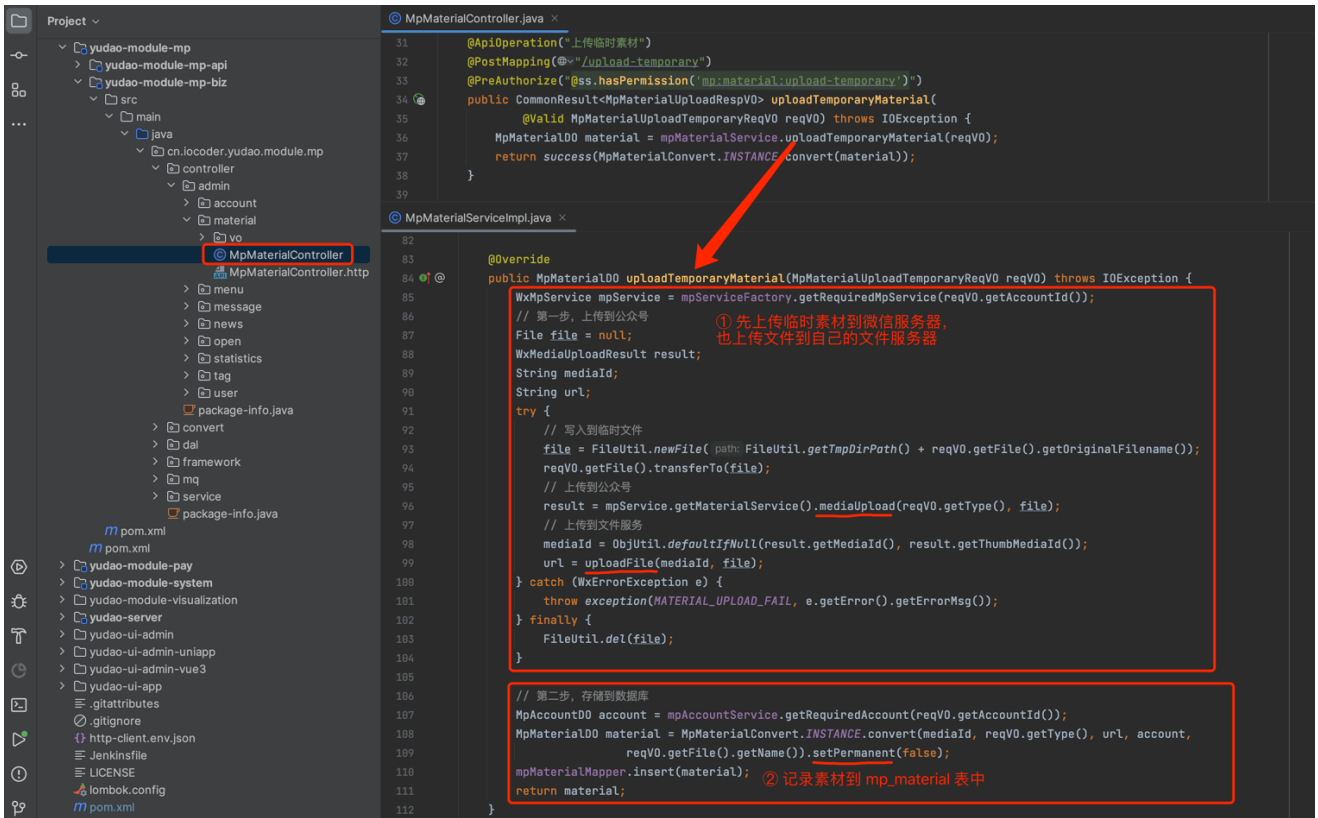 Project
yudao-module-mp
yudao-module-mp-api
yudao-module-mp-biz
src
main
java
cn.iocoder.yudao.module.mp
controller
admin
account
material
vo
MpMaterialController
MpMaterialController.http
menu
message
news
open
statistics
tag
user
package-info.java
convert
dal
framework
mq
service
package-info.java
pom.xml
pom.xml
yudao-module-pay
yudao-module-system
yudao-module-visualization
yudao-server
yudao-ui-admin
yudao-ui-admin-uniapp
yudao-ui-admin-vue3
yudao-ui-app
.gitattributes
.gitignore
http-client.env.json
Jenkinsfile
LICENSE
lombok.config
pom.xml
MpMaterialController.java
31 @ApiOperation("上传临时素材")
32 @PostMapping("/upload-temporary")
33 @PreAuthorize("@ss.hasPermission('mp:material:upload-temporary')")
34 public CommonResult<MpMaterialUploadRespVO> uploadTemporaryMaterial(
35 @Valid MpMaterialUploadTemporaryReqVO reqVO) throws IOException {
36 MpMaterialDO material = mpMaterialService.uploadTemporaryMaterial(reqVO);
37 return success(MpMaterialConvert.INSTANCE.convert(material));
38 }
39
MpMaterialServiceImpl.java
82
83 @Override
84 public MpMaterialDO uploadTemporaryMaterial(MpMaterialUploadTemporaryReqVO reqVO) throws IOException {
85 WxMpService mpService = mpServiceFactory.getRequiredMpService(reqVO.getAccountId());
86 // 第一步，上传到公众号
① 先上传临时素材到微信服务器，
也上传文件到自己的文件服务器
87 File file = null;
88 WxMediaUploadResult result;
89 String mediaId;
90 String url;
91 try {
92 // 写入到临时文件
93 file = FileUtil.newFile( path: FileUtil.getTmpDirPath() + reqVO.getFile().getOriginalFilename());
94 reqVO.getFile().transferTo(file);
95 // 上传到公众号
96 result = mpService.getMaterialService().mediaUpload(reqVO.getType(), file);
97 // 上传到文件服务
98 mediaId = ObjUtil.defaultIfNull(result.getMediaId(), result.getThumbMediaId());
99 url = uploadFile(mediaId, file);
100 } catch (WxErrorException e) {
101 throw exception(MATERIAL_UPLOAD_FAIL, e.getError().getErrorMsg());
102 } finally {
103 FileUtil.del(file);
104 }
105
106 // 第二步，存储到数据库
107 MpAccountDO account = mpAccountService.getRequiredAccount(reqVO.getAccountId());
108 MpMaterialDO material = MpMaterialConvert.INSTANCE.convert(mediaId, reqVO.getType(), url, account,
109 reqVO.getFile().getName()).setPermanent(false);
110 mpMaterialMapper.insert(material);
② 记录素材到 mp_material 表中
111 return material;
112 }